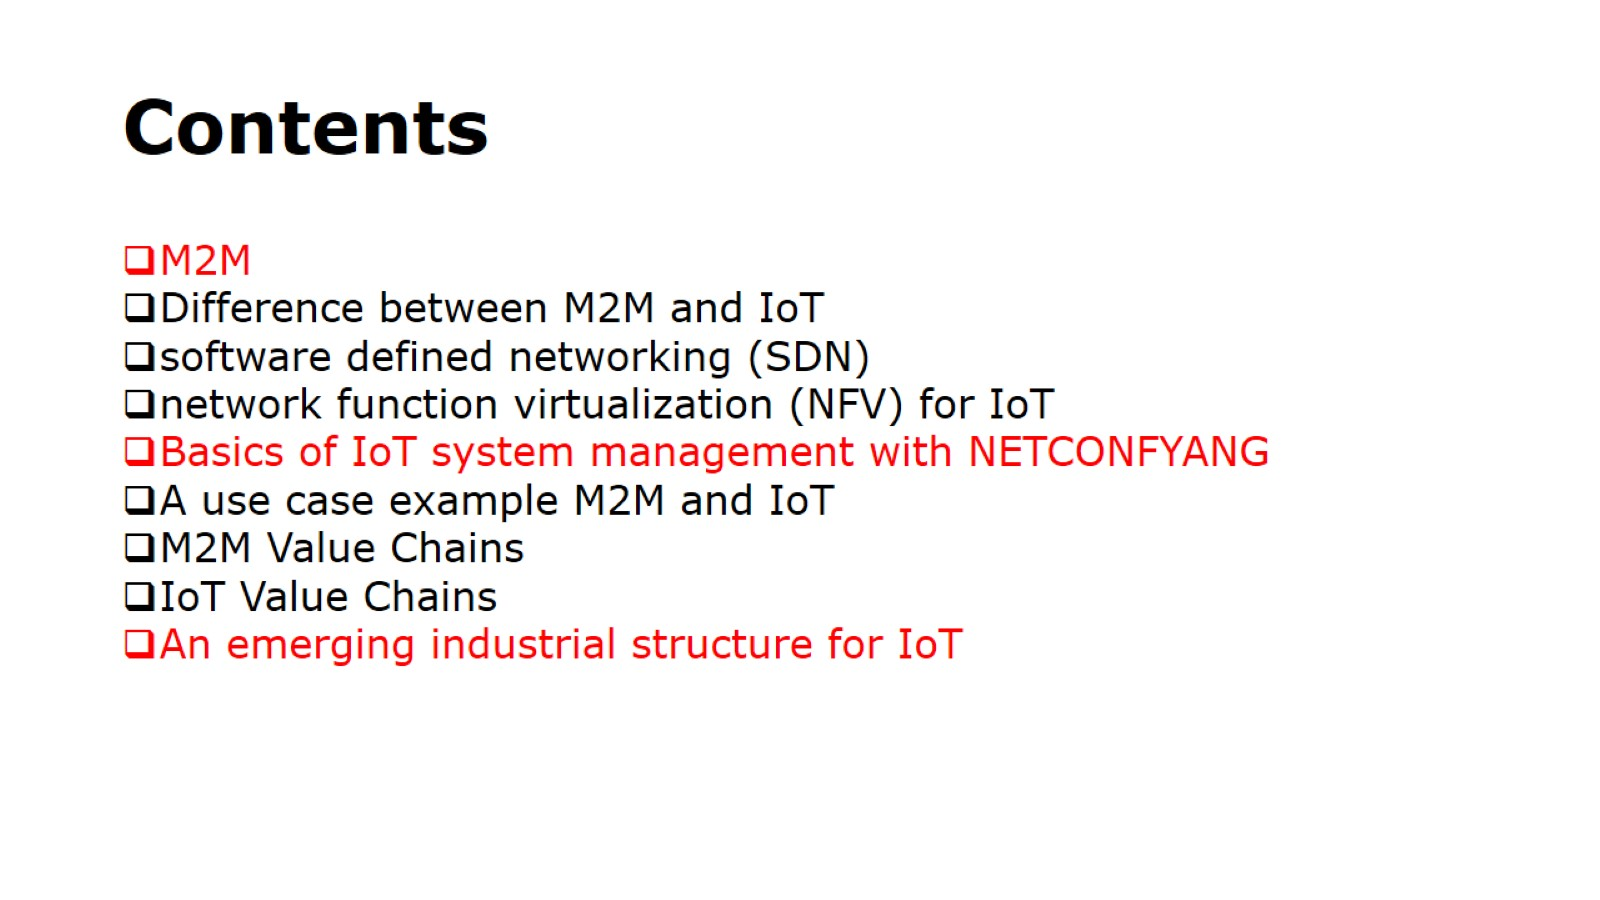 Contents
❑M2M
❑Difference between M2M and IoT
❑software defined networking (SDN)
❑network function virtualization (NFV) for IoT
❑Basics of IoT system management with NETCONFYANG
❑A use case example M2M and IoT
❑M2M Value Chains
❑IoT Value Chains
❑An emerging industrial structure for IoT